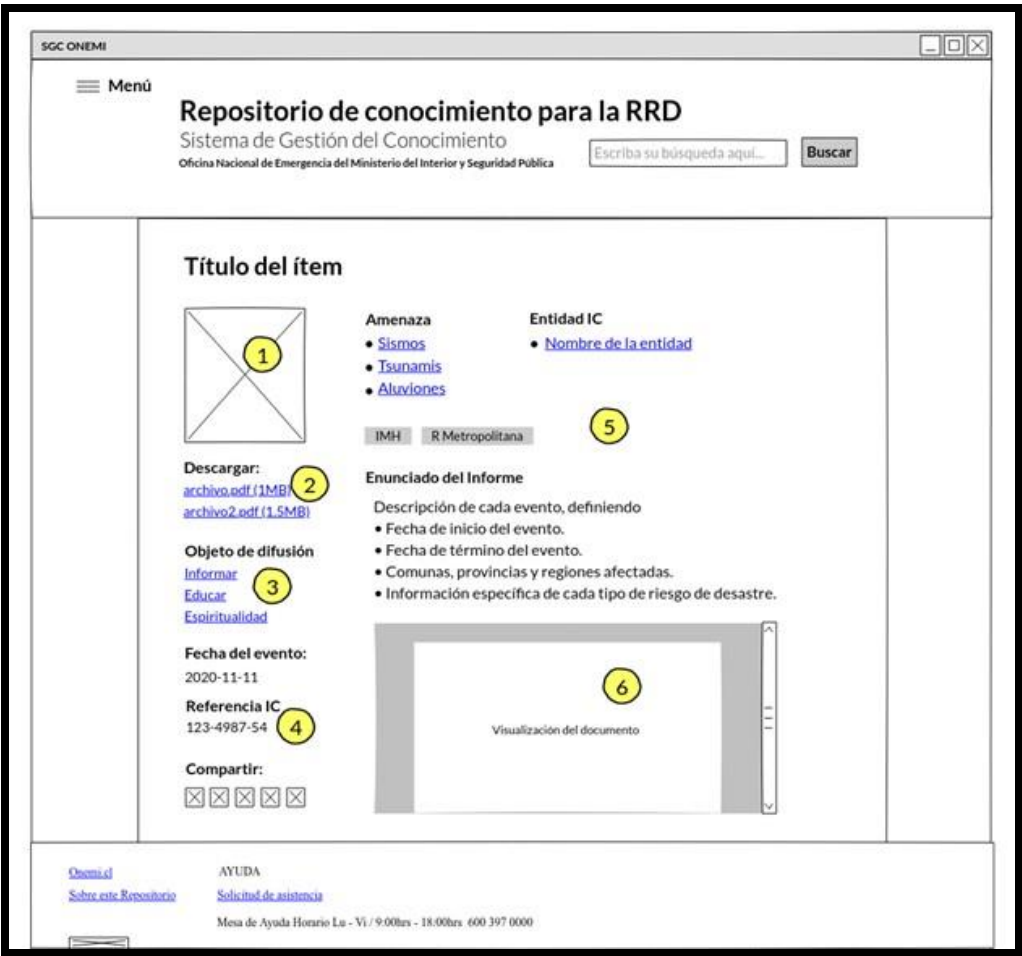 SGC ONEMI
Menú
Repositorio de conocimiento para la RRD
Sistema de Gestión del Conocimiento
Oficina Nacional de Emergencia del Ministerio del Interior y Seguridad Pública
Escriba su búsqueda aquí...
Buscar
Título del ítem
1
Descargar:
archivo.pdf (1MB)
2
archivo2.pdf (1.5MB)
Objeto de difusión
Informar
3
Educar
Espiritualidad
Fecha del evento:
2020-11-11
Referencia IC
123-4987-54
4
Compartir:
Amenaza
• Sismos
• Tsunamis
• Aluviones
Entidad IC
• Nombre de la entidad
IMH
R Metropolitana
5
Enunciado del Informe
Descripción de cada evento, definiendo
• Fecha de inicio del evento.
• Fecha de término del evento.
• Comunas, provincias y regiones afectadas.
• Información específica de cada tipo de riesgo de desastre.
6
Visualización del documento
Onemi.cl
Sobre este Repositorio
AYUDA
Solicitud de asistencia
Mesa de Ayuda Horario Lu - Vi / 9:00hrs - 18:00hrs 600 397 0000